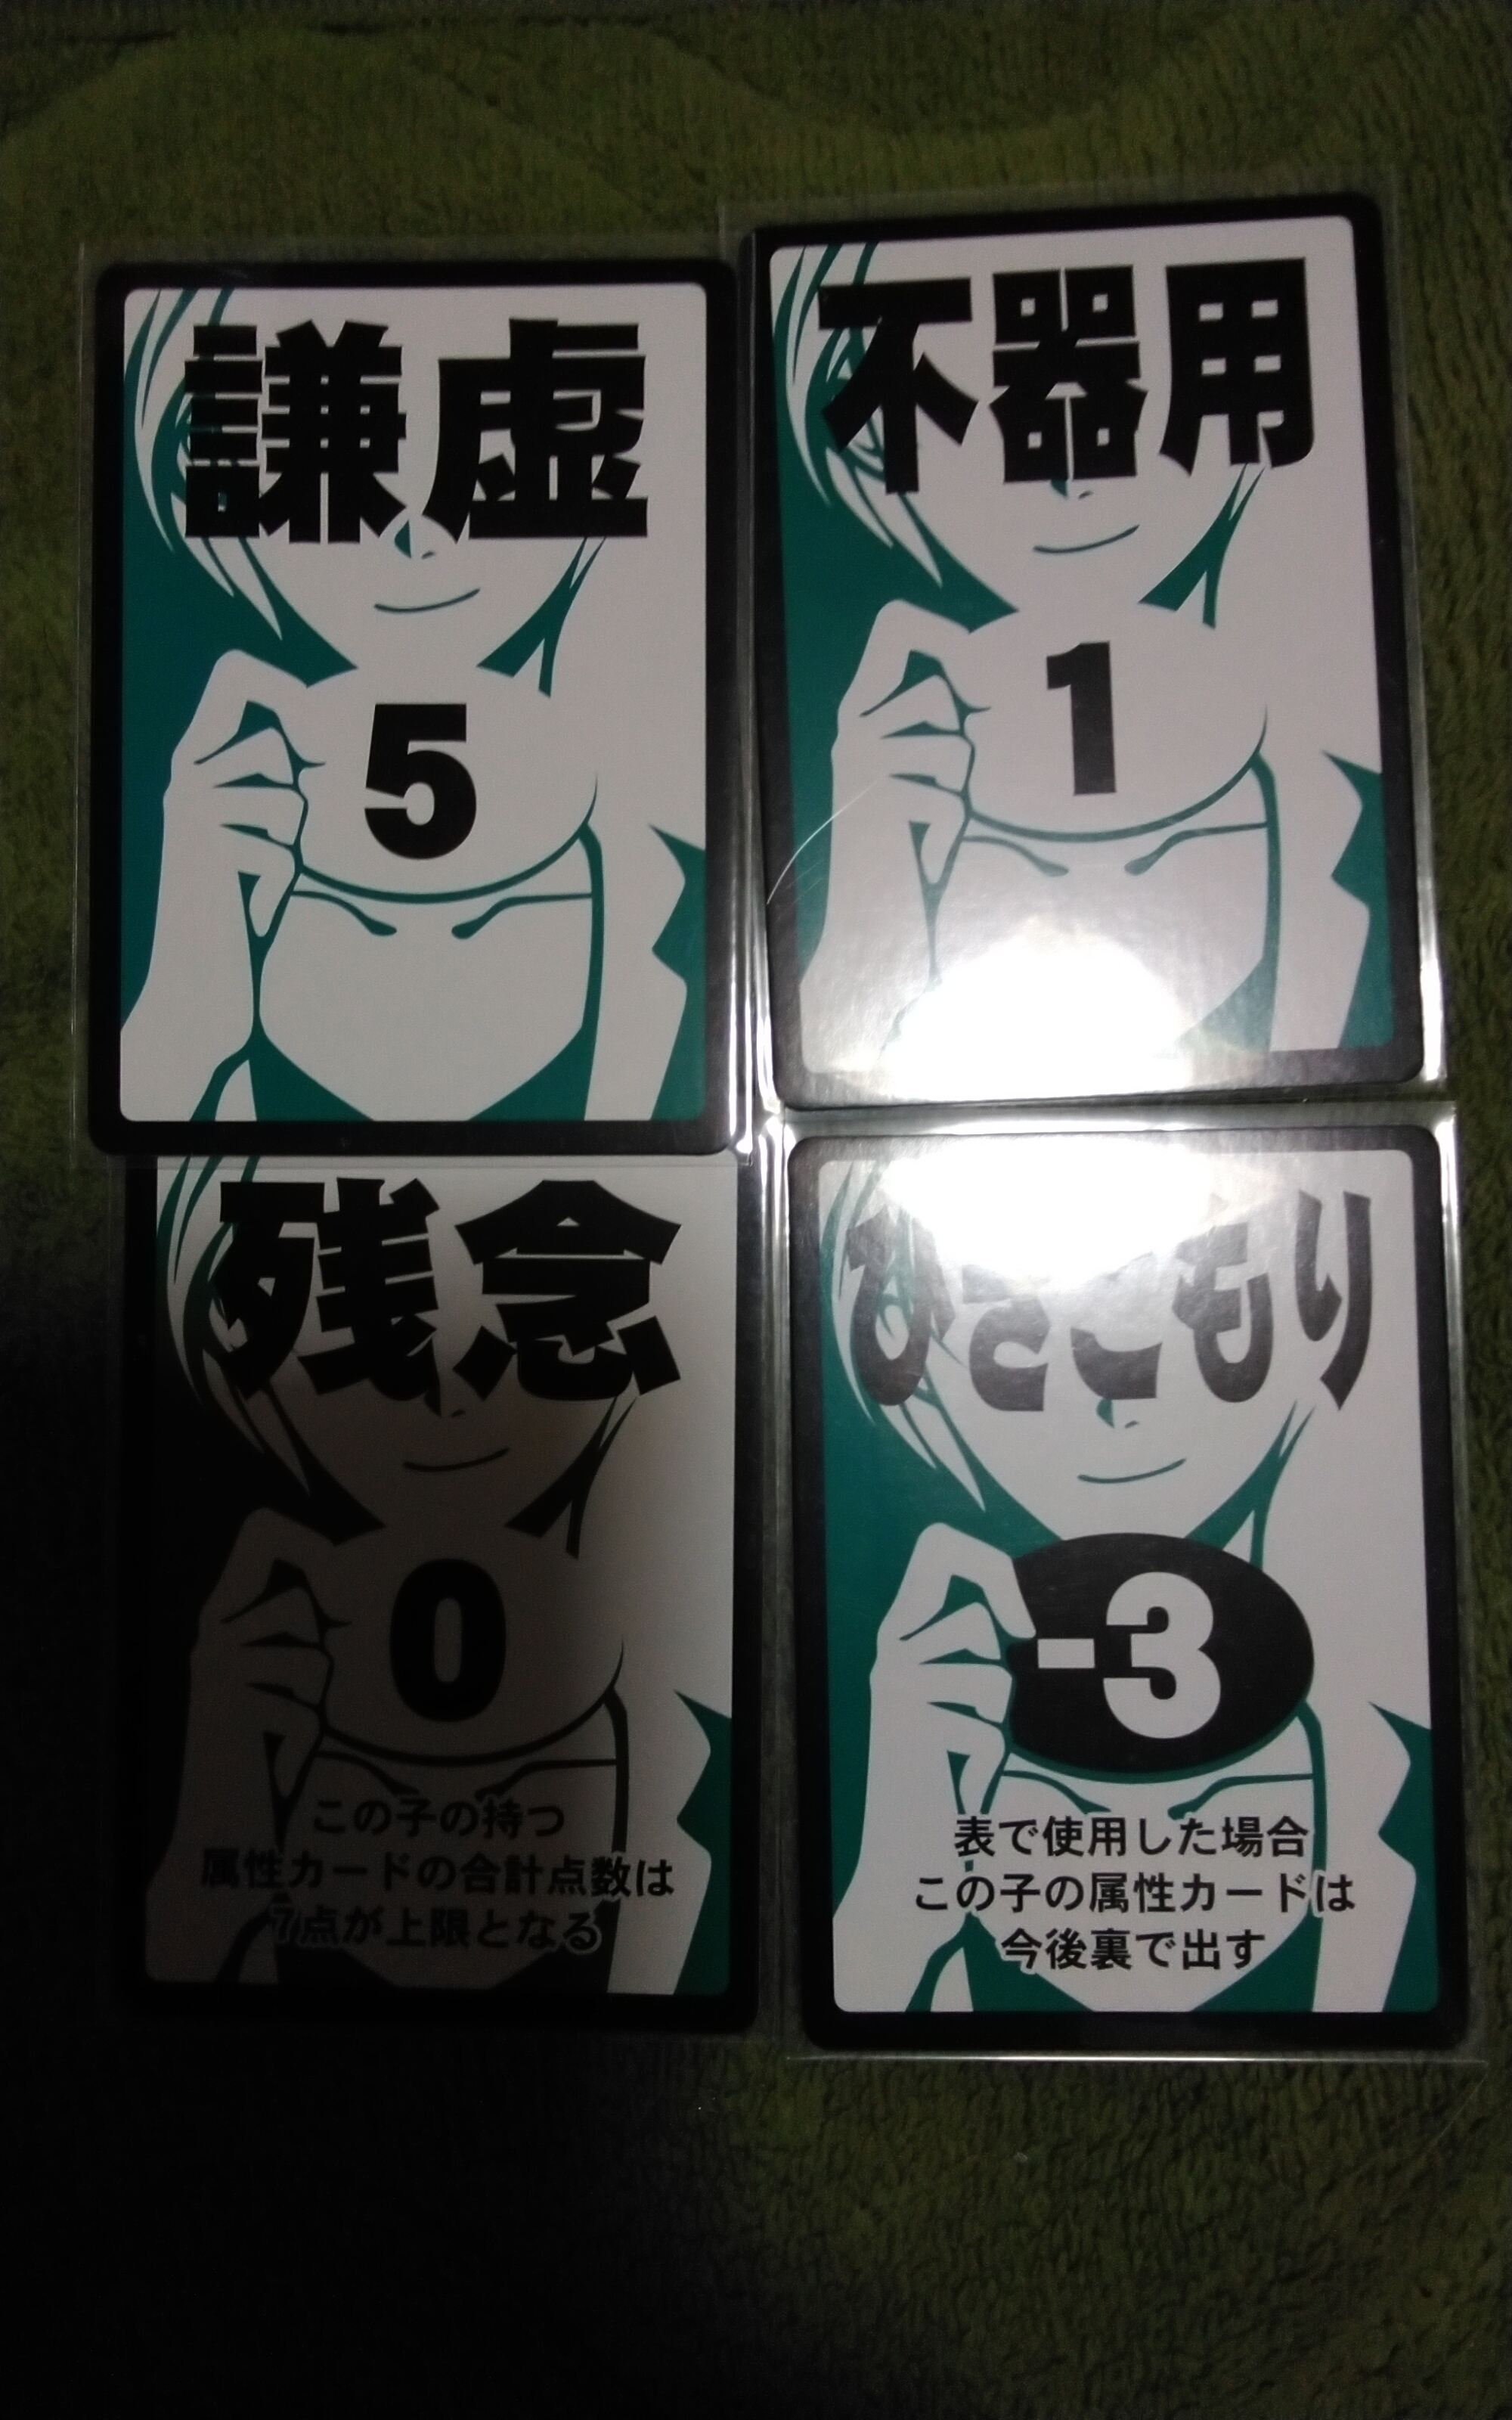 謙虚
5
不器用
1
残念
0
この子の持つ
属性カードの合計点数は
7点が上限となる
ひきこもり
-3
表で使用した場合
この子の属性カードは
今後裏で出す